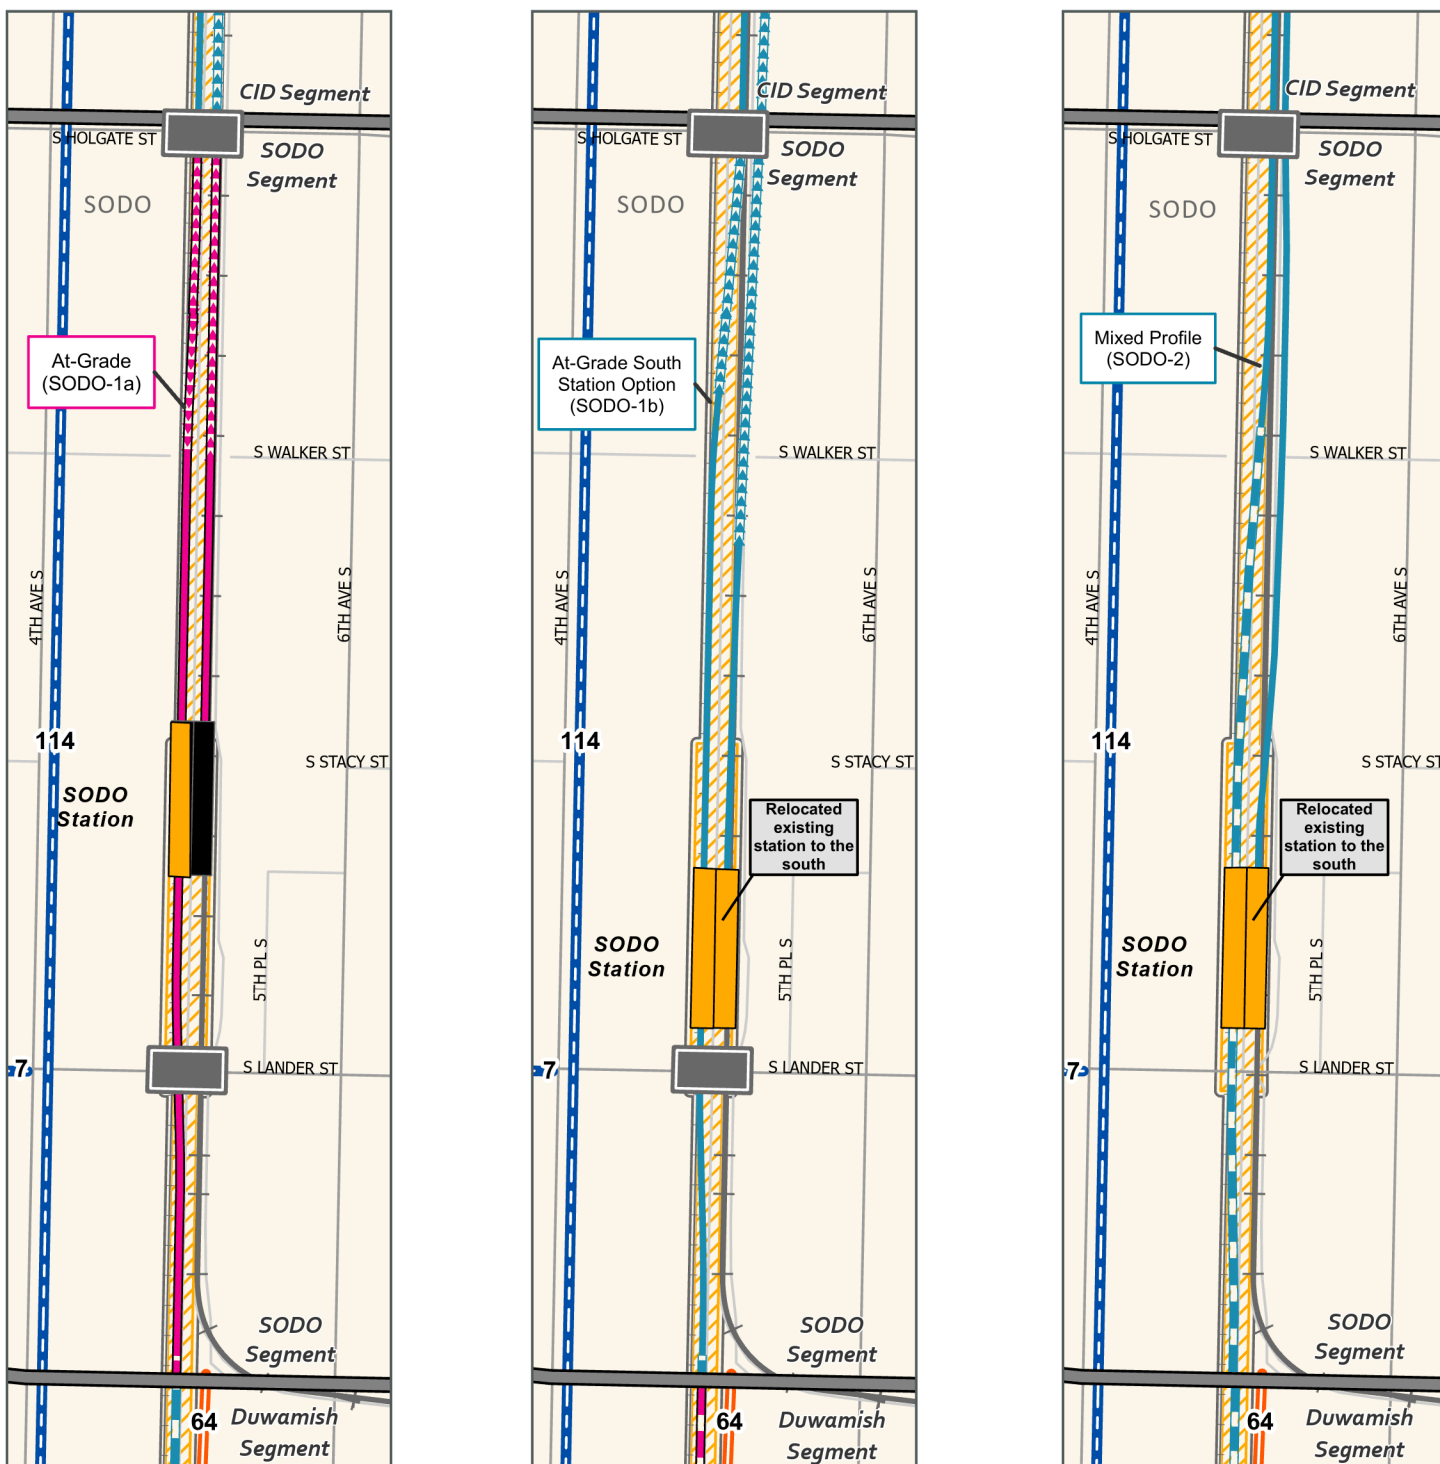 CID Segment
S HOLGATE ST
SODO
Segment
SODO
At-Grade
(SODO-1a)
S WALKER ST
4TH AVE S
6TH AVE S
114
S STACY ST
SODO
Station
5TH PL S
7
S LANDER ST
SODO
Segment
64
Duwamish
Segment
CID Segment
S HOLGATE ST
SODO
Segment
SODO
At-Grade South
Station Option
(SODO-1b)
S WALKER ST
4TH AVE S
6TH AVE S
114
S STACY ST
Relocated
existing
station to the
south
SODO
Station
5TH PL S
7
S LANDER ST
SODO
Segment
64
Duwamish
Segment
CID Segment
S HOLGATE ST
SODO
Segment
SODO
Mixed Profile
(SODO-2)
S WALKER ST
4TH AVE S
6TH AVE S
114
S STACY ST
Relocated
existing
station to the
south
SODO
Station
5TH PL S
7
S LANDER ST
SODO
Segment
64
Duwamish
Segment